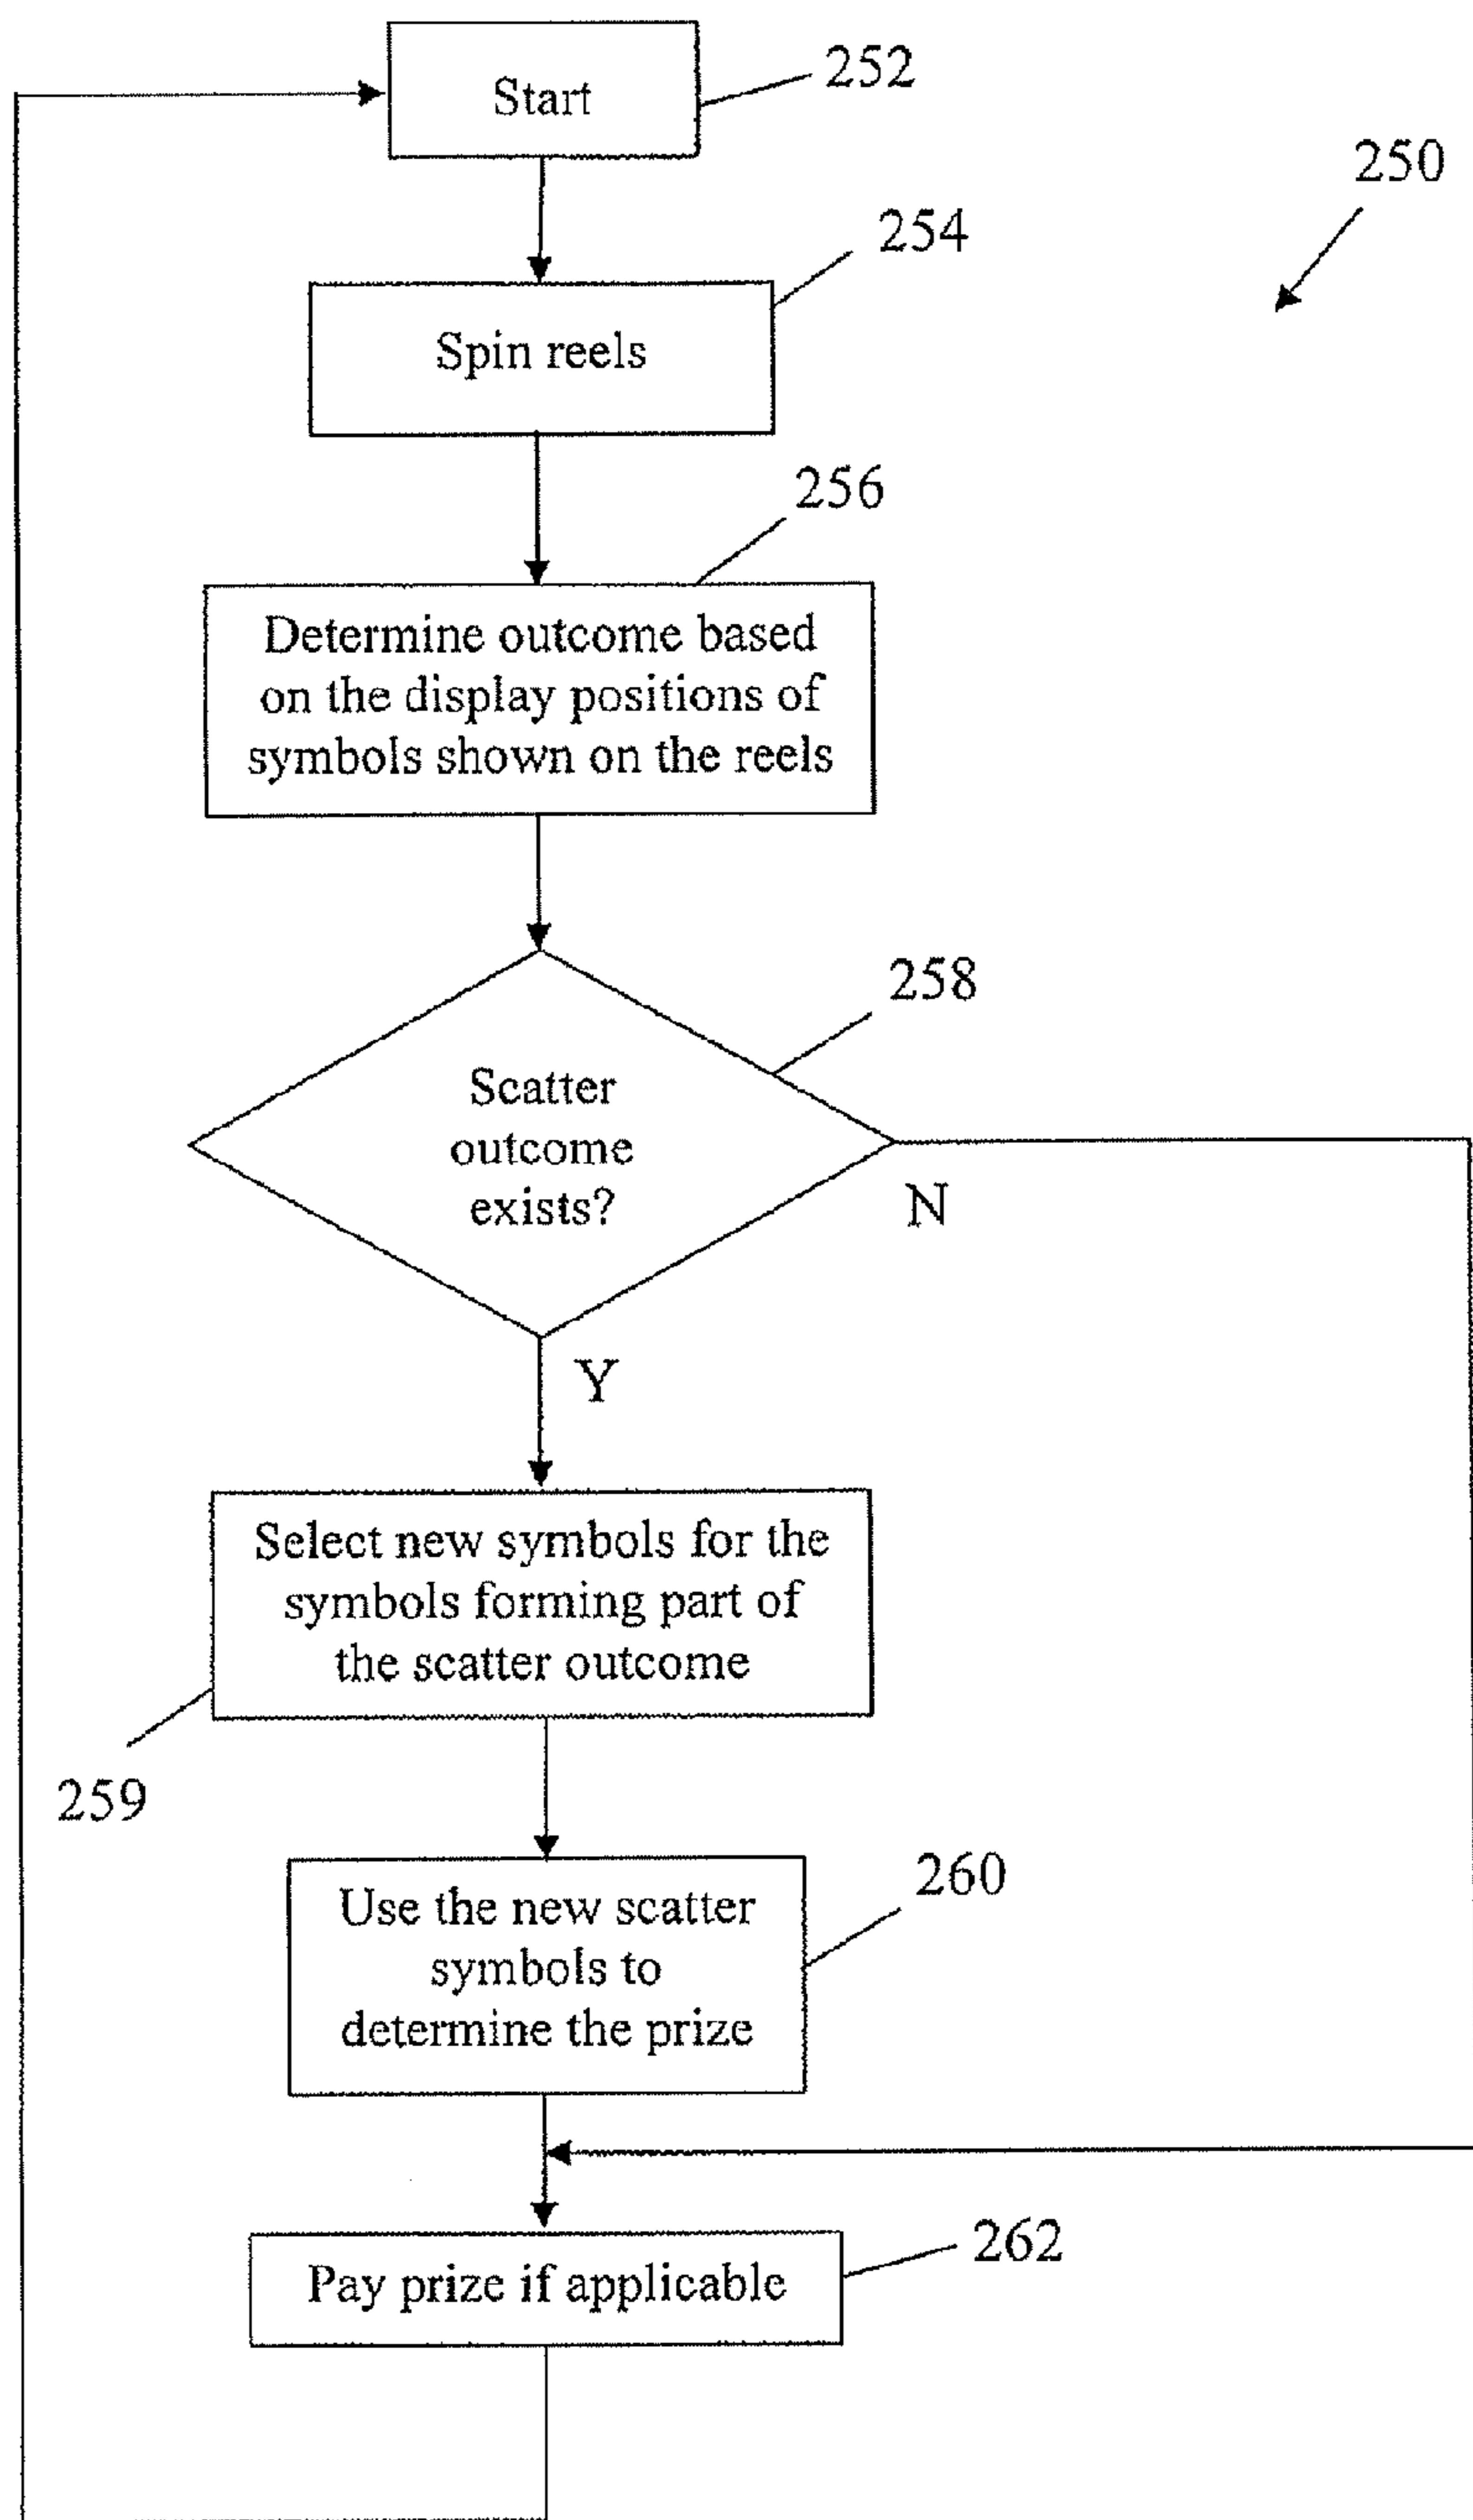 Start
252
250
254
Spin reels
256
Determine outcome based
on the display positions of
symbols shown on the reels
258
Scatter
outcome
exists?
N
Y
Select new symbols for the
symbols forming part of
the scatter outcome
259
260
Use the new scatter
symbols to
determine the prize
262
Pay prize if applicable